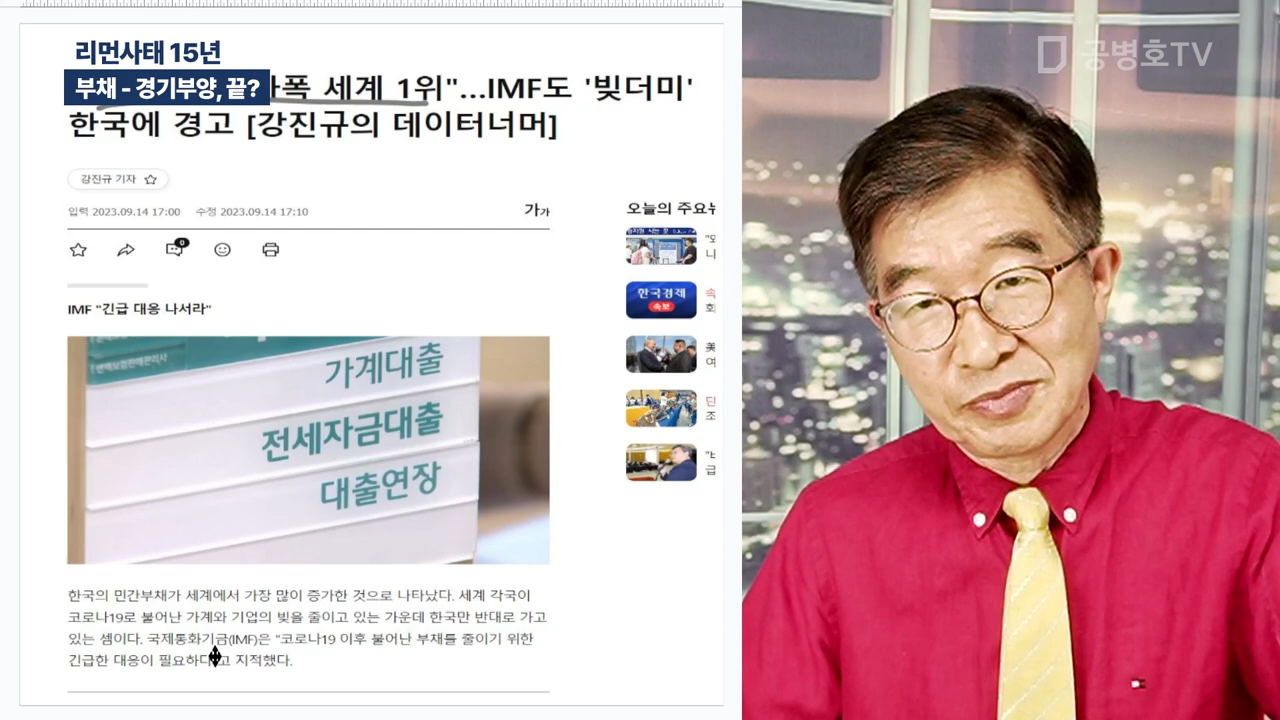 리먼사태 15년
부채 - 경기부양, 끝?
폭 세계 1위"...IMF도 '빚더미'
한국에 경고 [강진규의 데이터너머]
강진규 기자
입력 2023.09.14 17:00 수정 2023.09.14 17:10
가가
오늘의 주요뉴
0
IMF "긴급 대응 나서라"
가계대출
전세자금대출
대출연장
한국경제
속보
속
회
美
여
단
조
급
한국의 민간부채가 세계에서 가장 많이 증가한 것으로 나타났다. 세계 각국이
코로나19로 불어난 가계와 기업의 빚을 줄이고 있는 가운데 한국만 반대로 가고
있는 셈이다. 국제통화기금(IMF)은 "코로나19 이후 불어난 부채를 줄이기 위한
긴급한 대응이 필요하다고 지적했다.
공병호TV